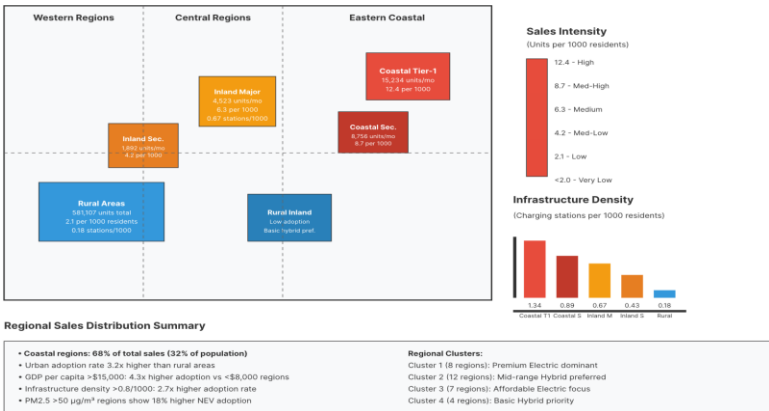 Western Regions
Central Regions
Eastern Coastal
Coastal Tier-1
15,234 units/mo
12.4 per 1000
Inland Major
4,523 units/mo
6.3 per 1000
0.67 stations/1000
Coastal Sec.
8,756 units/mo
8.7 per 1000
Inland Sec.
1,892 units/mo
4.2 per 1000
Rural Areas
581,107 units total
2.1 per 1000 residents
0.18 stations/1000
Rural Inland
Low adoption
Basic hybrid pref.
Sales Intensity
(Units per 1000 residents)
12.4 - High
8.7 - Med-High
6.3 - Medium
4.2 - Med-Low
2.1 - Low
<2.0 - Very Low
Infrastructure Density
(Charging stations per 1000 residents)
1.34 0.89 0.67 0.43 0.18
Coastal T1 Coastal S Inland M Inland S Rural
Regional Sales Distribution Summary
• Coastal regions: 68% of total sales (32% of population)
• Urban adoption rate 3.2x higher than rural areas
• GDP per capita >$15,000: 4.3x higher adoption vs <$8,000 regions
• Infrastructure density >0.8/1000: 2.7x higher adoption rate
• PM2.5 >50 μg/m³ regions show 18% higher NEV adoption
Regional Clusters:
Cluster 1 (8 regions): Premium Electric dominant
Cluster 2 (12 regions): Mid-range Hybrid preferred
Cluster 3 (7 regions): Affordable Electric focus
Cluster 4 (4 regions): Basic Hybrid priority